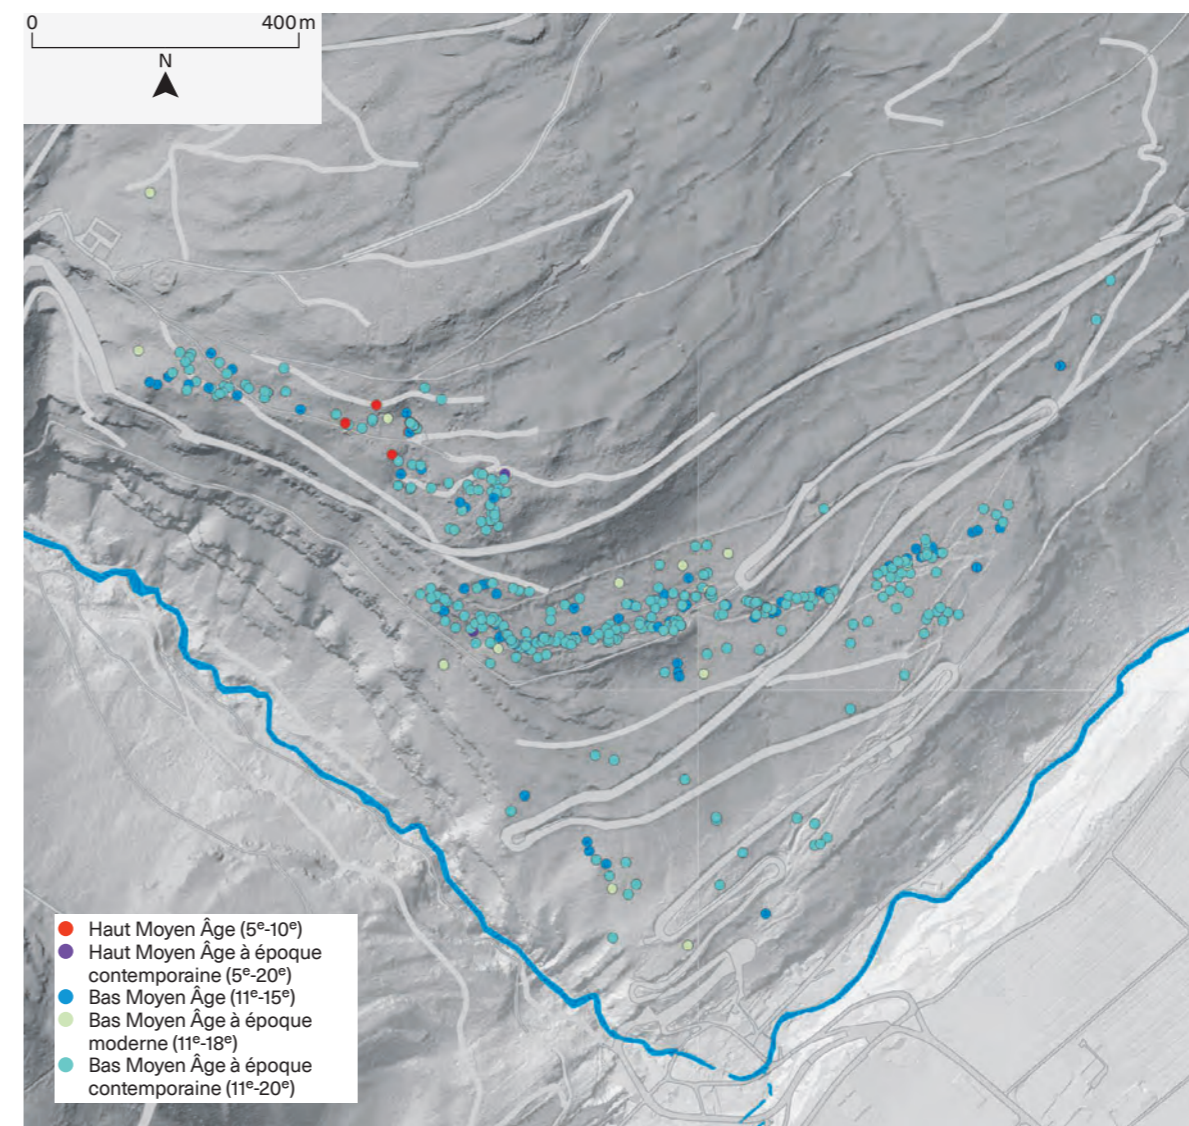 0 400 m
N
Haut Moyen Âge (5ᵉ-10ᵉ)
Haut Moyen Âge à époque
contemporaine (5ᵉ-20ᵉ)
Bas Moyen Âge (11ᵉ-15ᵉ)
Bas Moyen Âge à époque
moderne (11ᵉ-18ᵉ)
Bas Moyen Âge à époque
contemporaine (11ᵉ-20ᵉ)